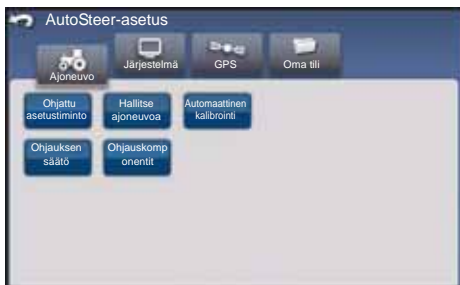 AutoSteer-asetus
Ajoneuvo
Järjestelmä
GPS
Oma tili
Ohjattu
asetustiminto
Hallitse
ajoneuvoa
Automaattinen
kalibrointi
Ohjauksen
säätö
Ohjauskomp
onentit